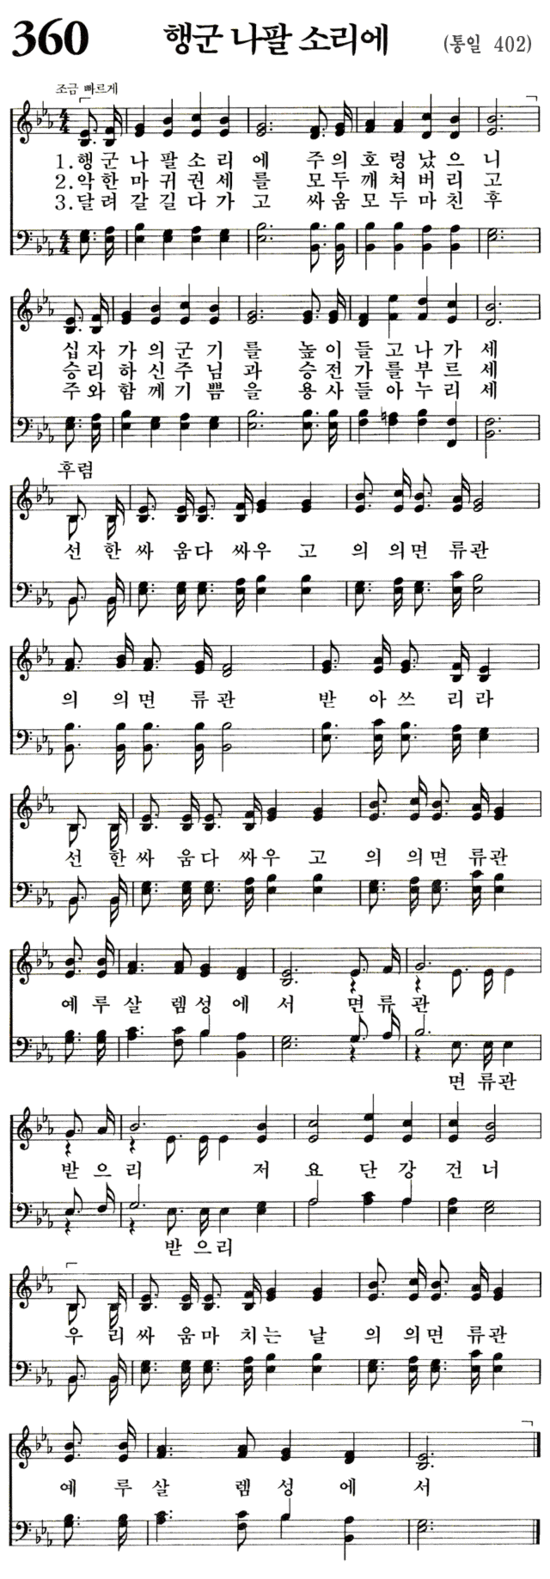 360 행군 나팔 소리에 (통일 402)
조금 빠르게
4 4
1.행 군 나 팔 소 리 에 주 의 호 령 났 으 니
2.악 한 마 귀 권 세 를 모 두 깨 쳐 버 리 고
3.달 려 갈 길 다 가 고 싸 움 모 두 마 친 후
4 4
십 자 가 의 군 기 를 높 이 들 고 나 가 세
승 리 하 신 주 님 과 승 전 가 를 부 르 세
주 와 함 께 기 쁨 을 용 사 들 아 누 리 세
후렴
선 한 싸 움 다 싸 우 고 의 의 면 류 관
의 의 면 류 관 받 아 쓰 리 라
선 한 싸 움 다 싸 우 고 의 의 면 류 관
예 루 살 렘 성 에 서 면 류 관
면 류 관
받 으 리 저 요 단 강 건 너
받 으 리
우 리 싸 움 마 치 는 날 의 의 면 류 관
예 루 살 렘 성 에 서